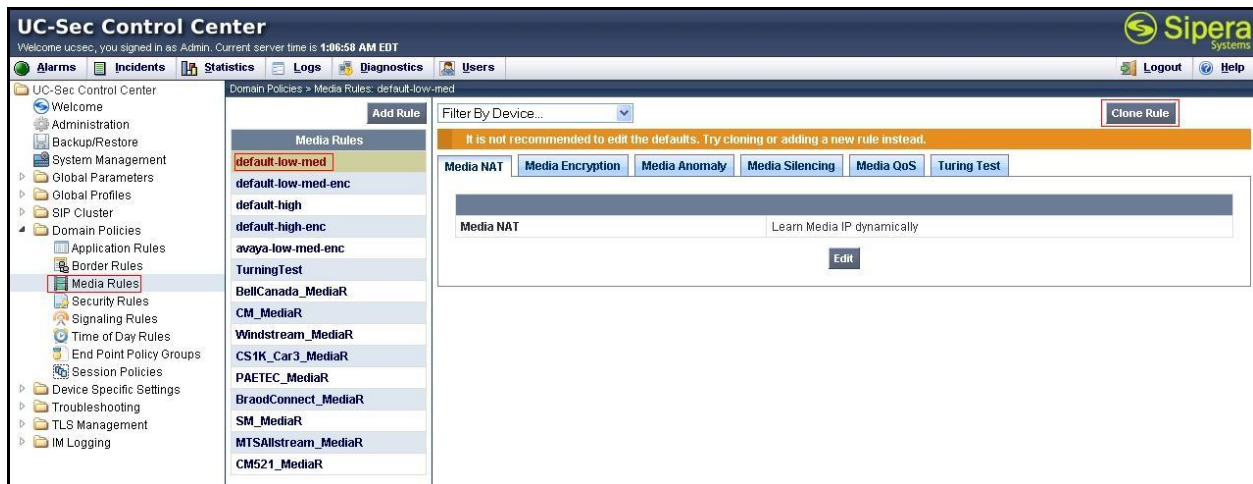 UC-Sec Control Center
Welcome ucsec, you signed in as Admin. Current server time is 1:06:58 AM EDT
Sipera
Systems
Alarms Incidents Statistics Logs Diagnostics Users Logout Help
UC-Sec Control Center
Welcome
Administration
Backup/Restore
System Management
Global Parameters
Global Profiles
SIP Cluster
Domain Policies
Application Rules
Border Rules
Media Rules
Security Rules
Signaling Rules
Time of Day Rules
End Point Policy Groups
Session Policies
Device Specific Settings
Troubleshooting
TLS Management
IM Logging
Domain Policies > Media Rules: default-low-med
Add Rule
Media Rules
default-low-med
default-low-med-enc
default-high
default-high-enc
avaya-low-med-enc
TurningTest
BellCanada_MediaR
CM_MediaR
Windstream_MediaR
CS1K_Car3_MediaR
PAETEC_MediaR
BraodConnect_MediaR
SM_MediaR
MTSAllstream_MediaR
CM521_MediaR
Filter By Device...
Clone Rule
It is not recommended to edit the defaults. Try cloning or adding a new rule instead.
Media NAT Media Encryption Media Anomaly Media Silencing Media QoS Turing Test
Media NAT Learn Media IP dynamically
Edit